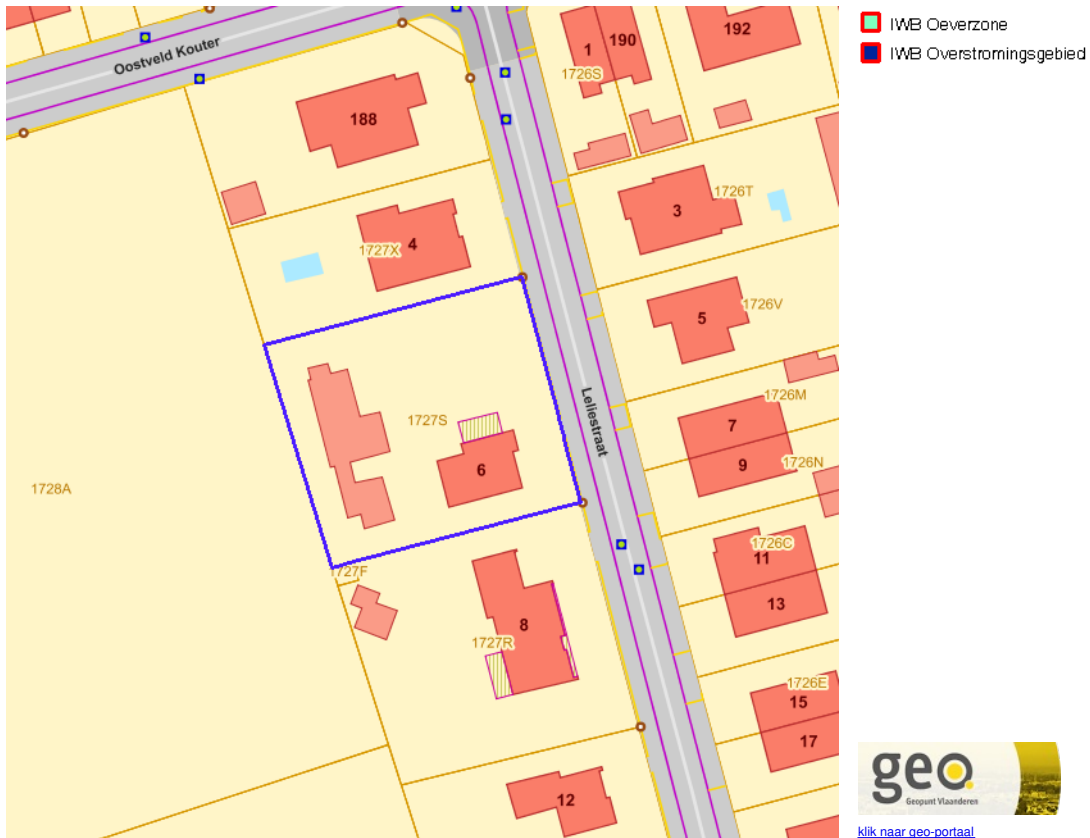 Oostveld Kouter
188
1
190
192
1726S
3
1726T
1727X
4
5
1726V
1726M
7
9
1726N
Leliestraat
1727S
6
1728A
1727F
1726C
11
13
8
1727R
1726E
15
17
12
IWB Oeverzone
IWB Overstromingsgebied
geo
Geopunt Vlaanderen
klik naar geo-portaal